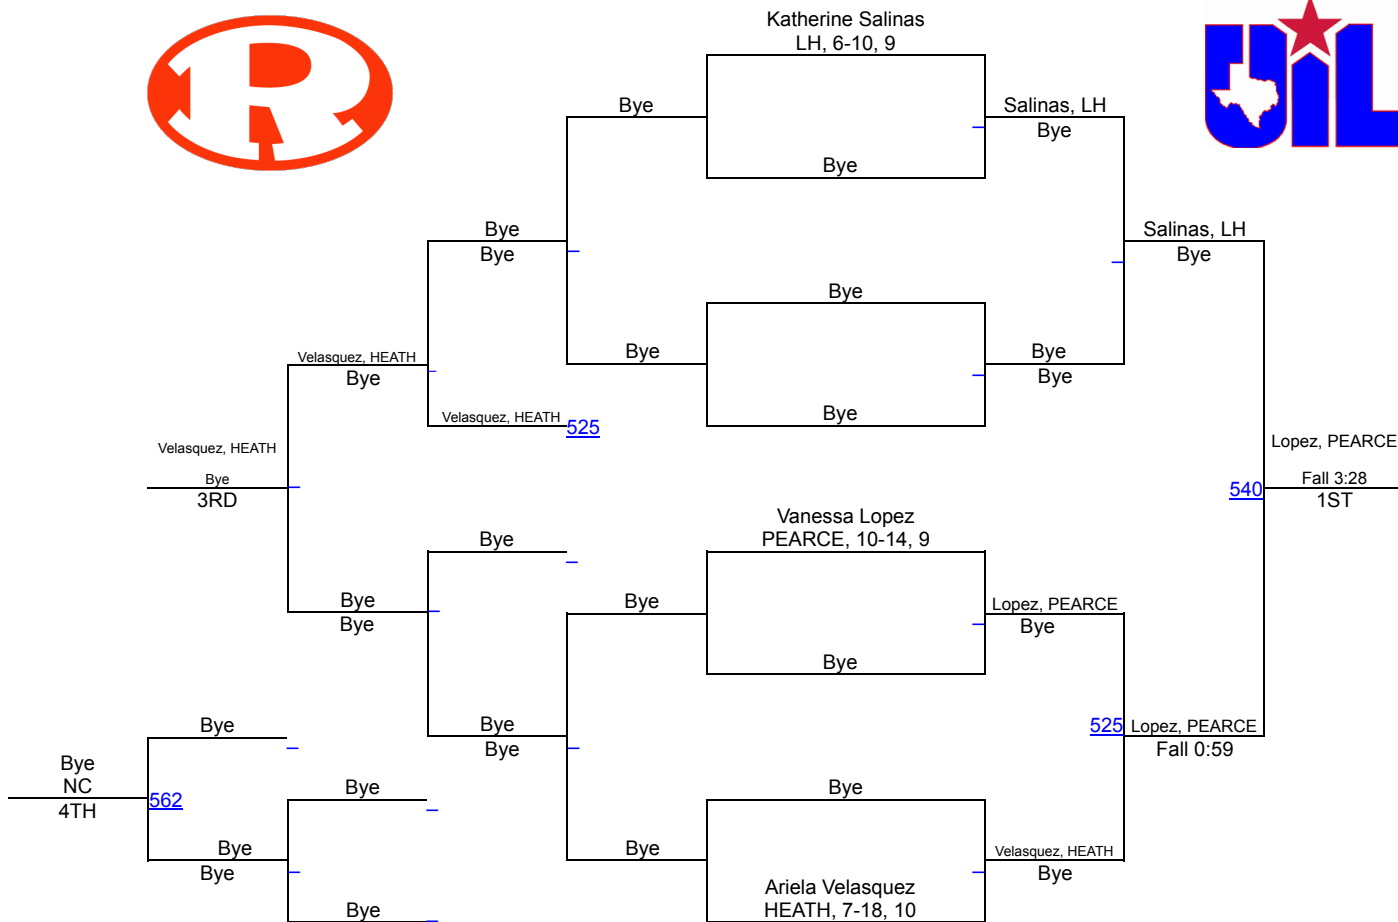 R
UIL
Katherine Salinas
LH, 6-10, 9
Bye
Salinas, LH
Bye
Bye
Bye
Bye
Salinas, LH
Bye
Bye
Velasquez, HEATH
Bye
Bye
Bye
Bye
Velasquez, HEATH 525
Bye
Velasquez, HEATH
Bye
3RD
Lopez, PEARCE
Fall 3:28
540
1ST
Vanessa Lopez
PEARCE, 10-14, 9
Bye
Bye
Bye
Bye
Lopez, PEARCE
Bye
Bye
Bye
Bye
Bye
525 Lopez, PEARCE
Fall 0:59
Bye
NC
4TH
562
Bye
Bye
Bye
Bye
Bye
Velasquez, HEATH
Bye
Ariela Velasquez
HEATH, 7-18, 10
Bye